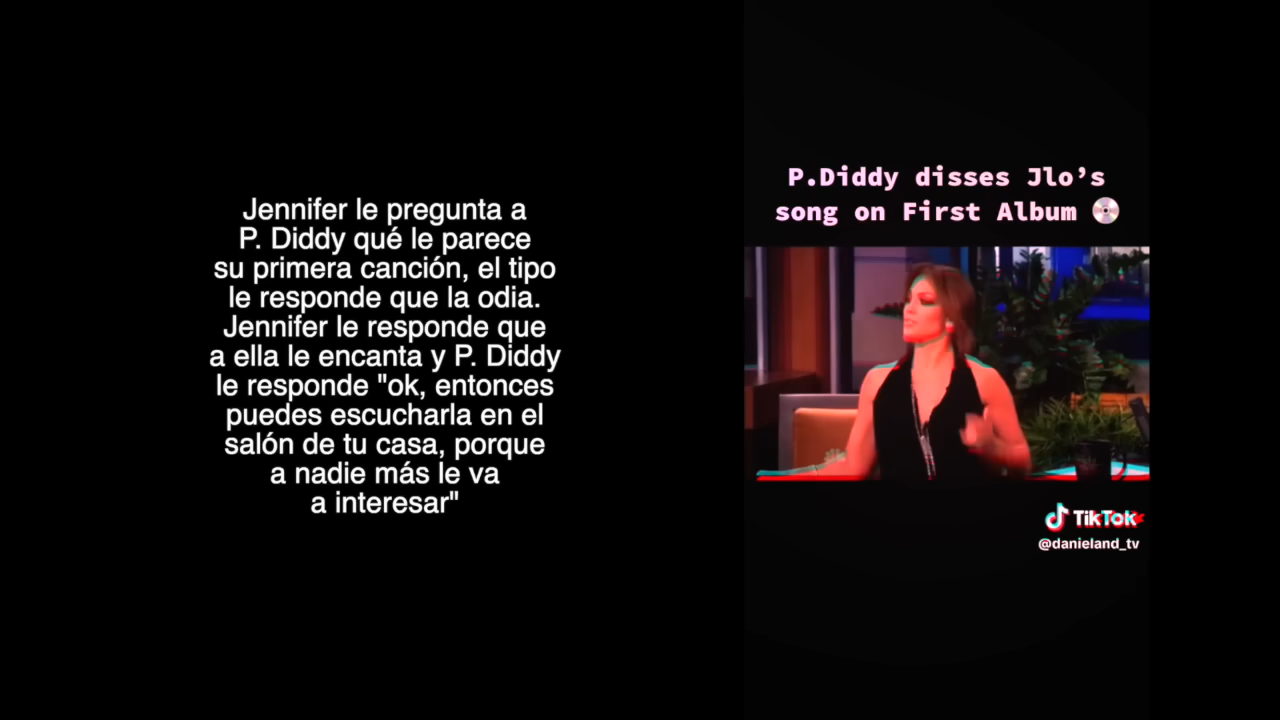 Jennifer le pregunta a
P. Diddy qué le parece
su primera canción, el tipo
le responde que la odia.
Jennifer le responde que
a ella le encanta y P. Diddy
le responde "ok, entonces
puedes escucharla en el
salón de tu casa, porque
a nadie más le va
a interesar"
P.Diddy disses Jlo’s
song on First Album
TikTok
@danieland_tv